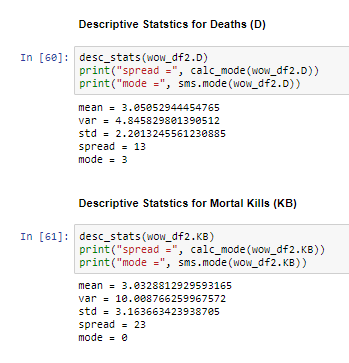 Descriptive Statstics for Deaths (D)
In [60]: desc_stats(wow_df2.D)
print("spread =", calc_mode(wow_df2.D))
print("mode =", sms.mode(wow_df2.D))
mean = 3.05052944454765
var = 4.845829801390512
std = 2.2013245561230885
spread = 13
mode = 3
Descriptive Statstics for Mortal Kills (KB)
In [61]: desc_stats(wow_df2.KB)
print("spread =", calc_mode(wow_df2.KB))
print("mode =", sms.mode(wow_df2.KB))
mean = 3.0328812929593165
var = 10.008766259967572
std = 3.163663423938705
spread = 23
mode = 0